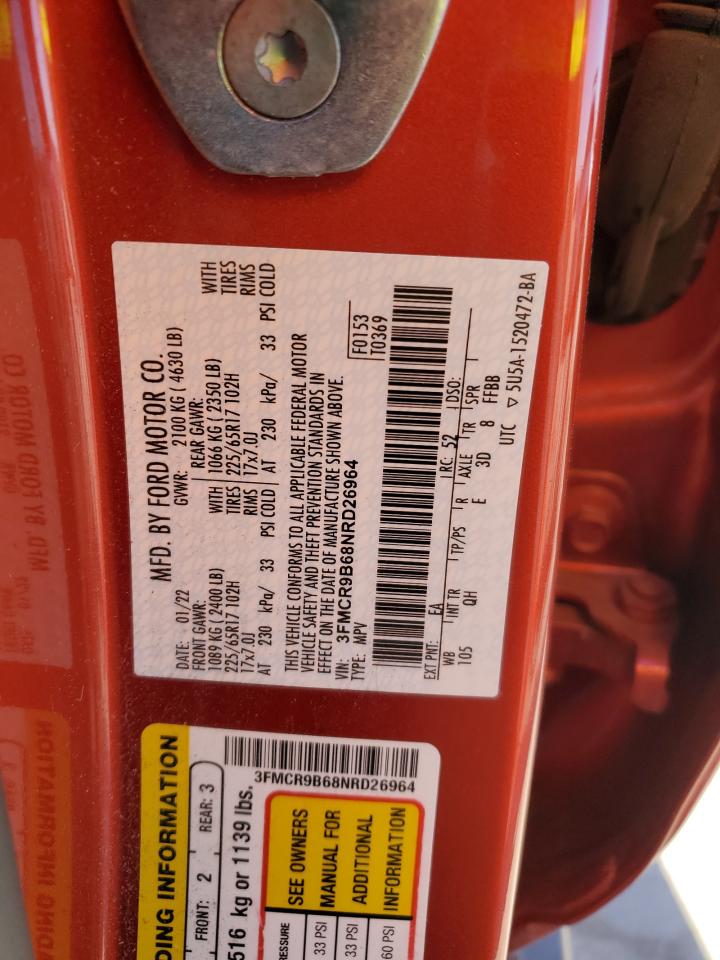 MFD. BY FORD MOTOR CO.
DATE: 01/22 GVWR: 2100 KG ( 4630 LB)
FRONT GAWR: REAR GAWR:
1089 KG ( 2400 LB) WITH 1066 KG ( 2350 LB) WITH
225/65R17 102H TIRES 225/65R17 102H TIRES
17x7.0J RIMS 17x7.0J RIMS
AT 230 kPa/ 33 PSI COLD AT 230 kPa/ 33 PSI COLD
THIS VEHICLE CONFORMS TO ALL APPLICABLE FEDERAL MOTOR
VEHICLE SAFETY AND THEFT PREVENTION STANDARDS IN
EFFECT ON THE DATE OF MANUFACTURE SHOWN ABOVE.
VIN: 3FMCR9B68NRD26964
TYPE: MPV
F0153
T0369
EXT PNT: EA RC: 52 DSO:
WB INT TR TP/PS R AXLE TR SPR
105 QH E 3D 8 FFBB
UTC ▽ 5U5A-1520472-BA
DING INFORMATION
FRONT: 2 REAR: 3
516 kg or 1139 lbs.
3FMCR9B68NRD26964
SEE OWNERS
MANUAL FOR
ADDITIONAL
INFORMATION
RESSURE
33 PSI
33 PSI
60 PSI